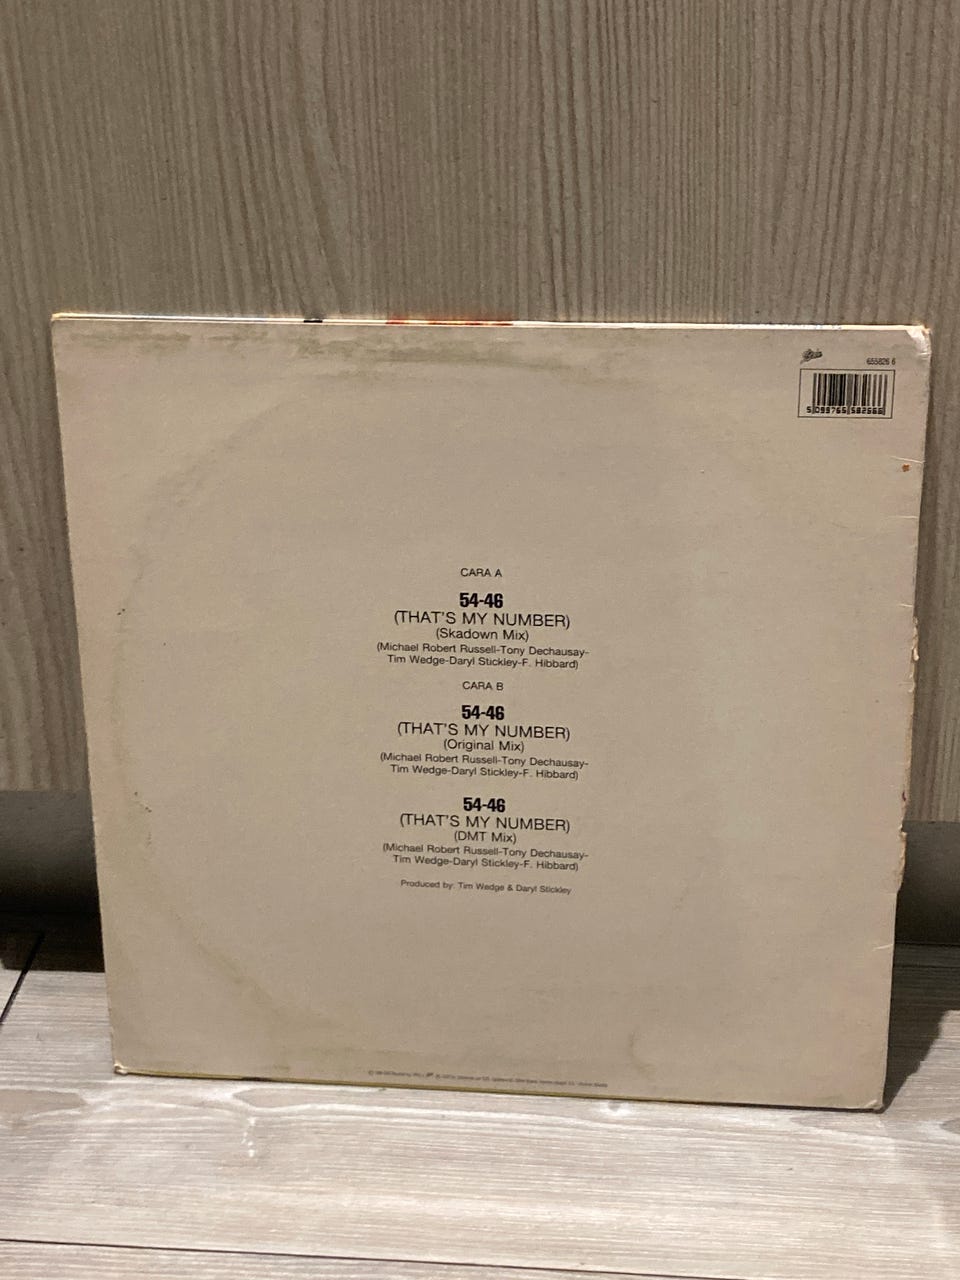 Epic
655826 6
5 099765 582666
CARA A
54-46
(THAT'S MY NUMBER)
(Skadown Mix)
(Michael Robert Russell-Tony Dechausay-
Tim Wedge-Daryl Stickley-F. Hibbard)
CARA B
54-46
(THAT'S MY NUMBER)
(Original Mix)
(Michael Robert Russell-Tony Dechausay-
Tim Wedge-Daryl Stickley-F. Hibbard)
54-46
(THAT'S MY NUMBER)
(DMT Mix)
(Michael Robert Russell-Tony Dechausay-
Tim Wedge-Daryl Stickley-F. Hibbard)
Produced by: Tim Wedge & Daryl Stickley